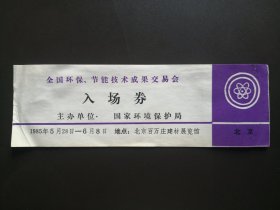 全国环保、节能技术成果交易会
入场券
主办单位· 国家环境保护局
1985年5月28日—6月8日 地点：北京百万庄建材展览馆
北京